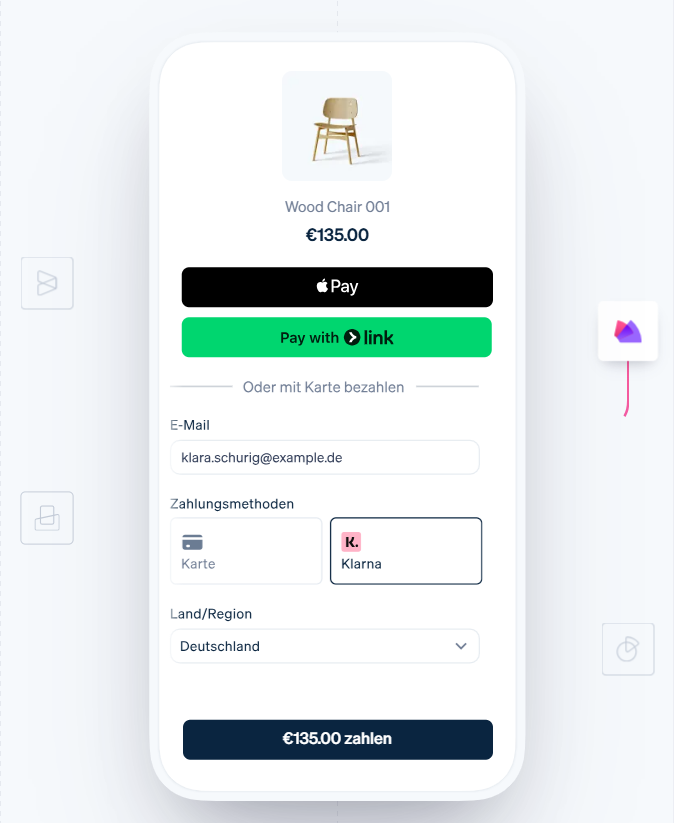 Wood Chair 001
€135.00
Pay
Pay with link
Oder mit Karte bezahlen
E-Mail
klara.schurig@example.de
Zahlungsmethoden
K.
Karte
Klarna
Land/Region
Deutschland
€135.00 zahlen